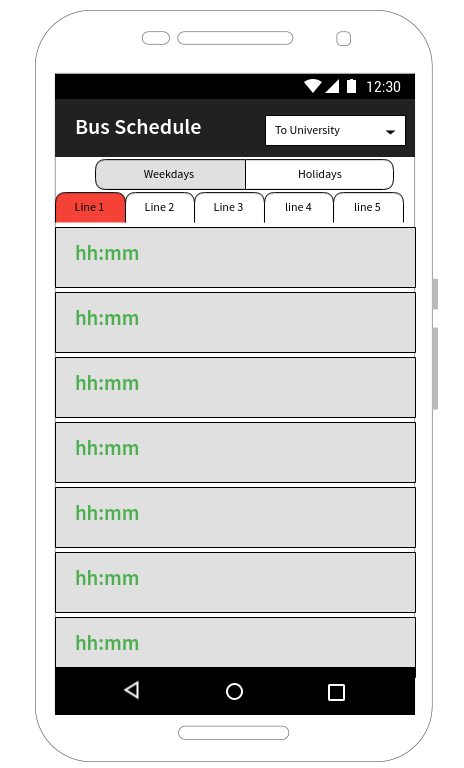 12:30
Bus Schedule
To University
Weekdays Holidays
Line 1 Line 2 Line 3 line 4 line 5
hh:mm
hh:mm
hh:mm
hh:mm
hh:mm
hh:mm
hh:mm